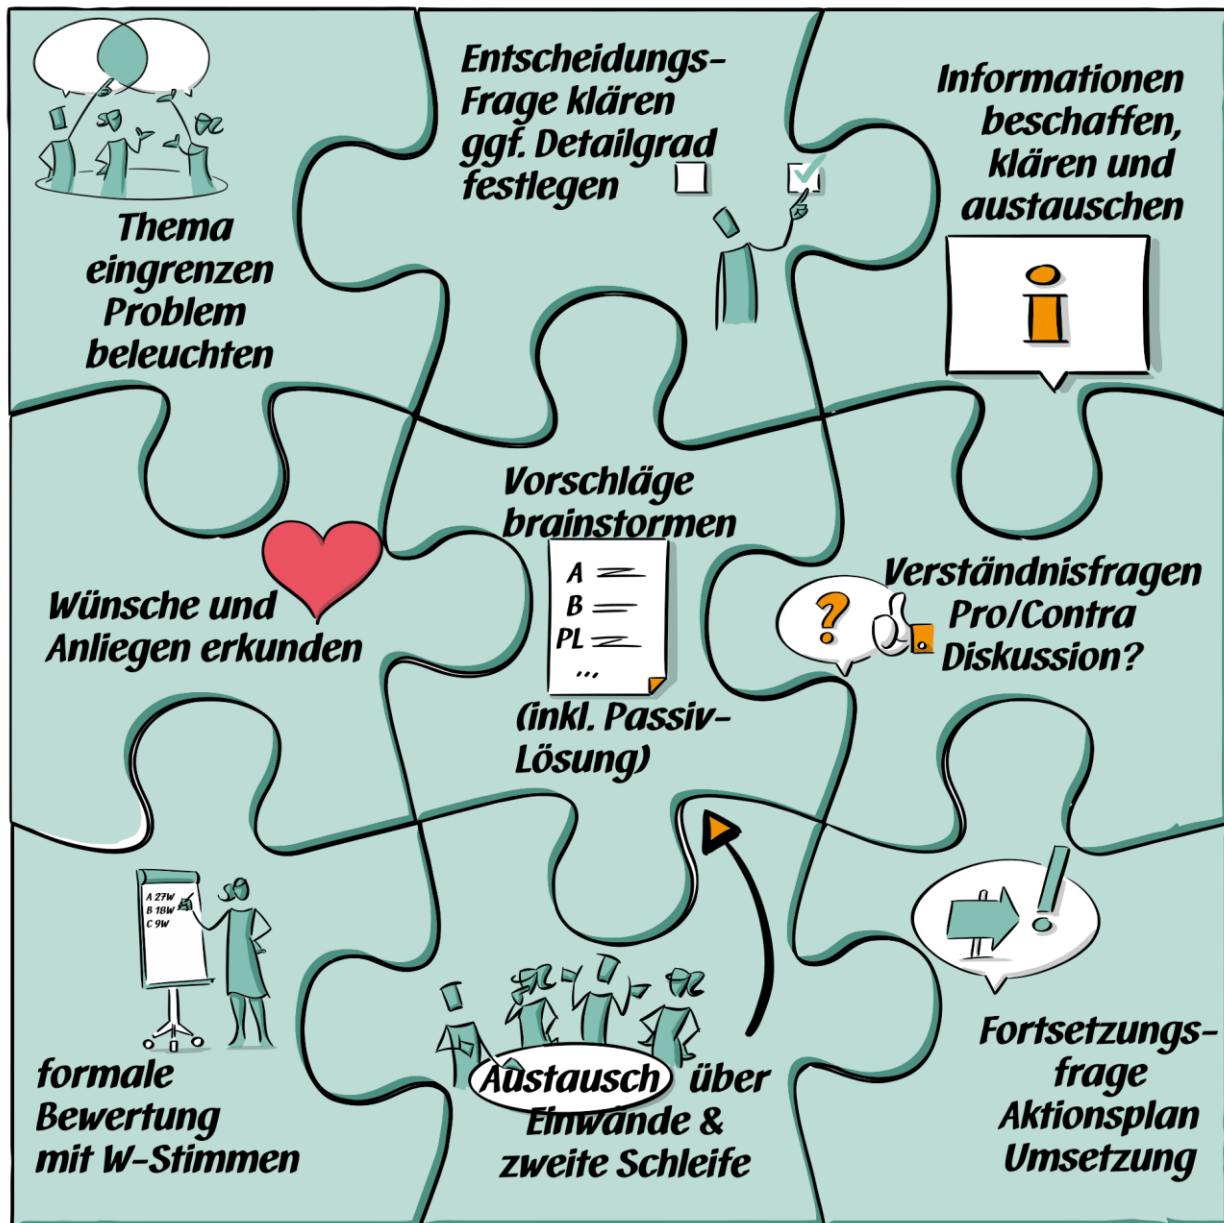 Thema
eingrenzen
Problem
beleuchten
Entscheidungs-
Frage klären
ggf. Detailgrad
festlegen
Informationen
beschaffen,
klären und
austauschen
i
Wünsche und
Anliegen erkunden
Vorschläge
brainstormen
A
B
PL
...
(inkl. Passiv-
Lösung)
?
Verständnisfragen
Pro/Contra
Diskussion?
A 27W
B 18W
C 9W
formale
Bewertung
mit W-Stimmen
Austausch über
Einwände &
zweite Schleife
!
Fortsetzungs-
frage
Aktionsplan
Umsetzung